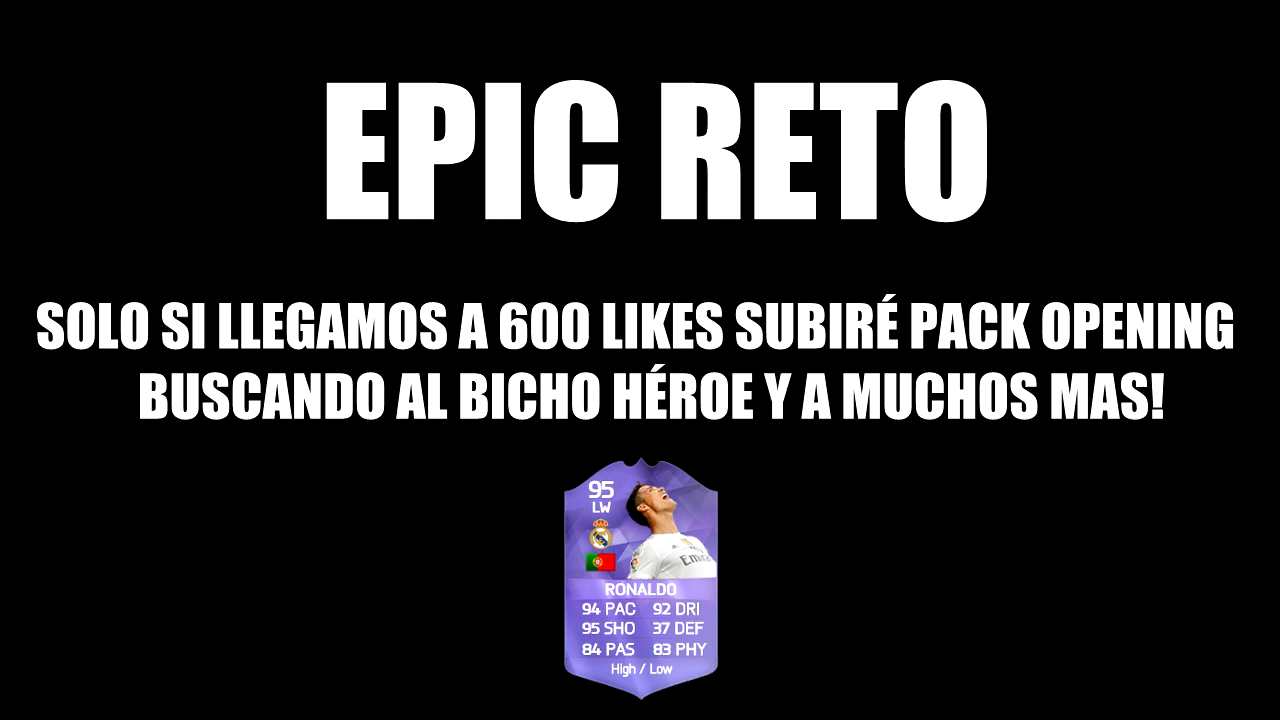 EPIC RETO
SOLO SI LLEGAMOS A 600 LIKES SUBIRÉ PACK OPENING
BUSCANDO AL BICHO HÉROE Y A MUCHOS MAS!
95
LW
Emira
RONALDO
94 PAC 92 DRI
95 SHO 37 DEF
84 PAS 83 PHY
High / Low